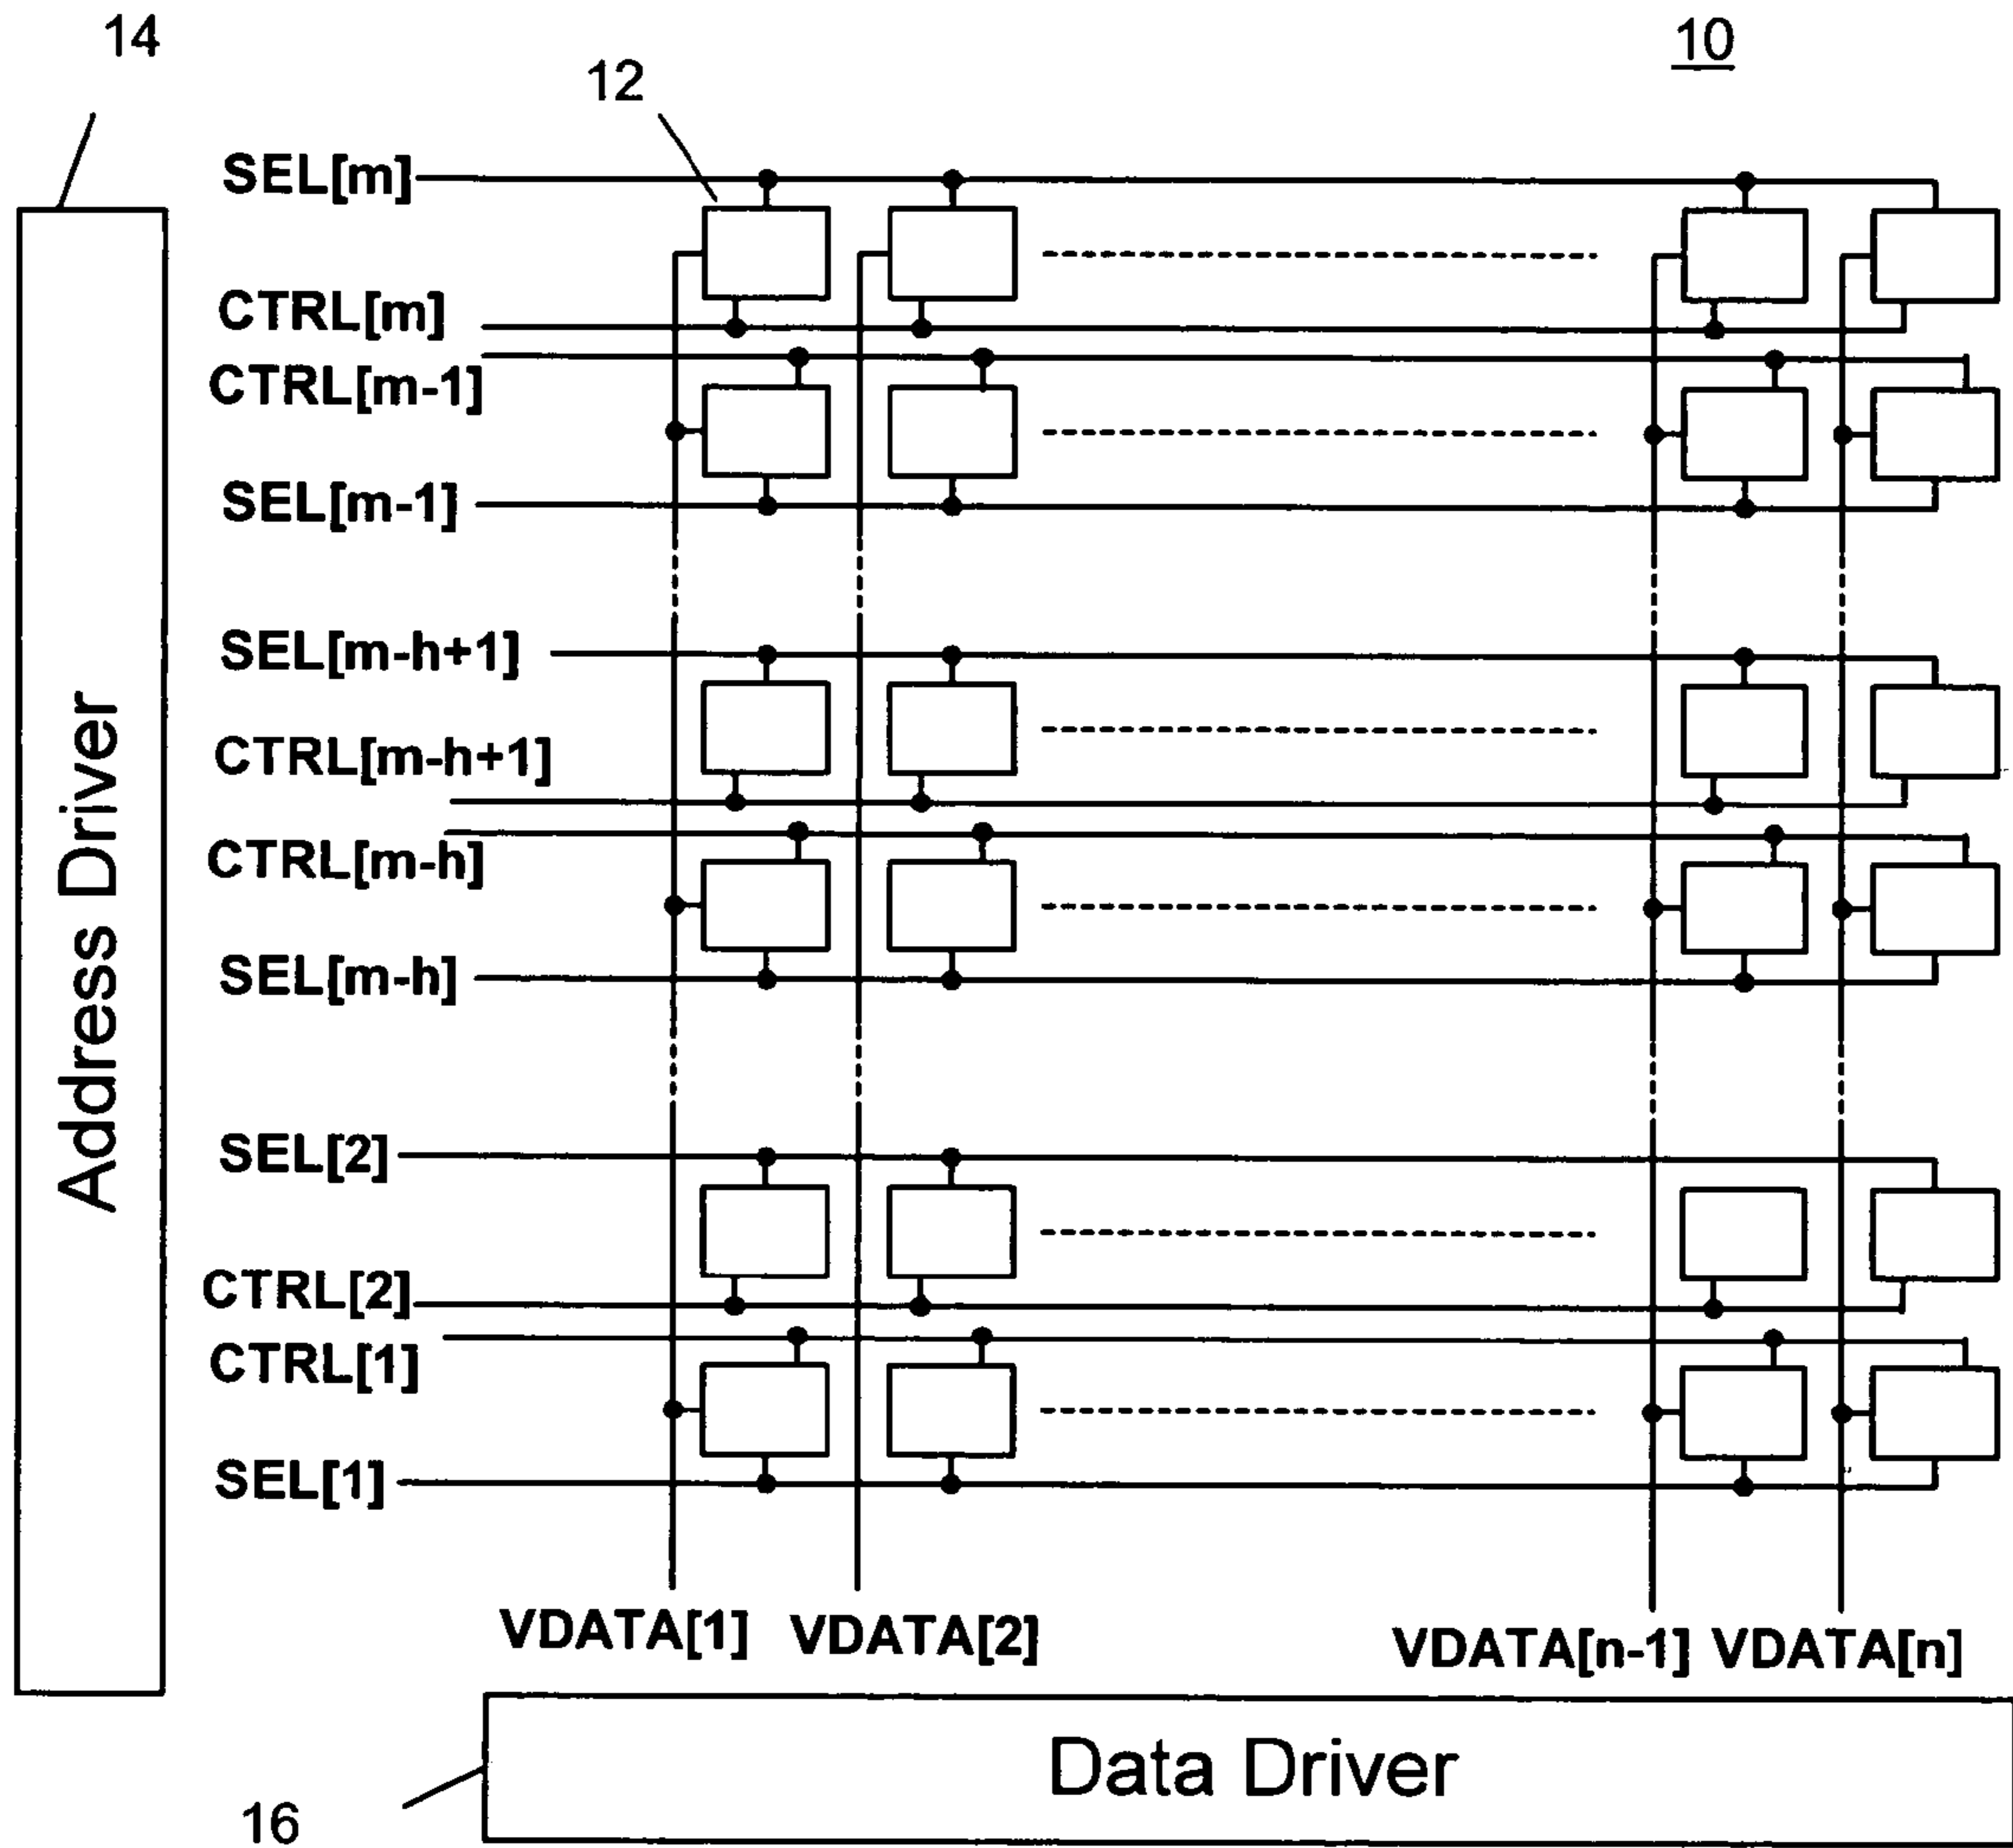 14
10
12
SEL[m]
CTRL[m]
CTRL[m-1]
SEL[m-1]
SEL[m-h+1]
CTRL[m-h+1]
CTRL[m-h]
SEL[m-h]
SEL[2]
CTRL[2]
CTRL[1]
SEL[1]
Address Driver
VDATA[1] VDATA[2] VDATA[n-1] VDATA[n]
Data Driver
16